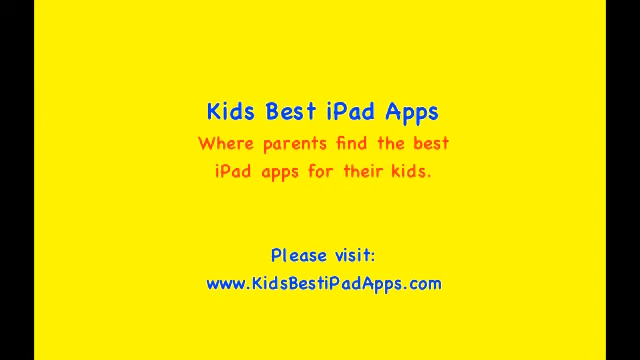 Kids Best iPad Apps
Where parents find the best
iPad apps for their kids.
Please visit:
www.KidsBestiPadApps.com